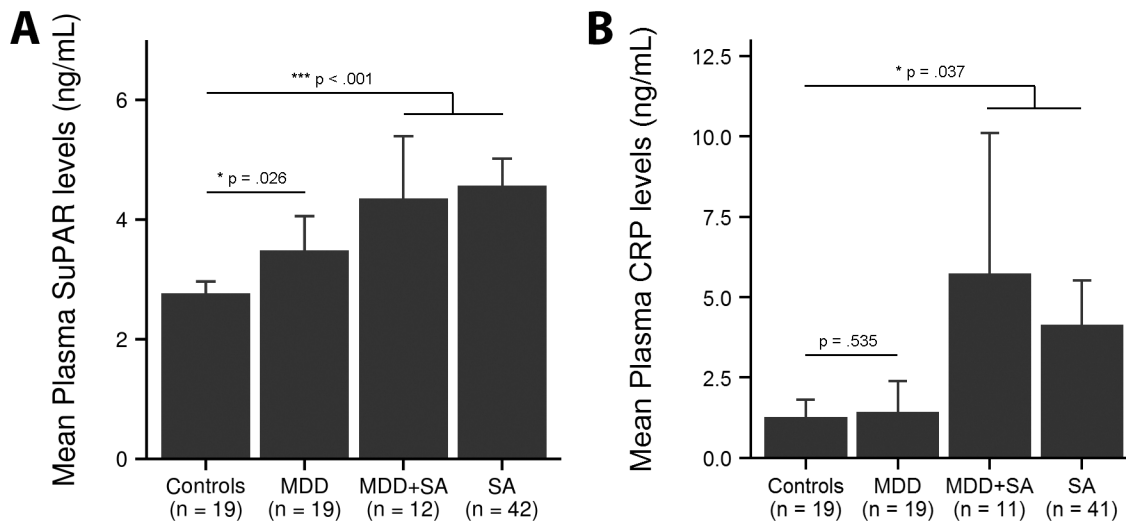 A
Mean Plasma SuPAR levels (ng/mL)
6
4
2
0
*** p < .001
* p = .026
Controls
(n = 19)
MDD
(n = 19)
MDD+SA
(n = 12)
SA
(n = 42)
B
Mean Plasma CRP levels (ng/mL)
12.5
10.0
7.5
5.0
2.5
0.0
* p = .037
p = .535
Controls
(n = 19)
MDD
(n = 19)
MDD+SA
(n = 11)
SA
(n = 41)